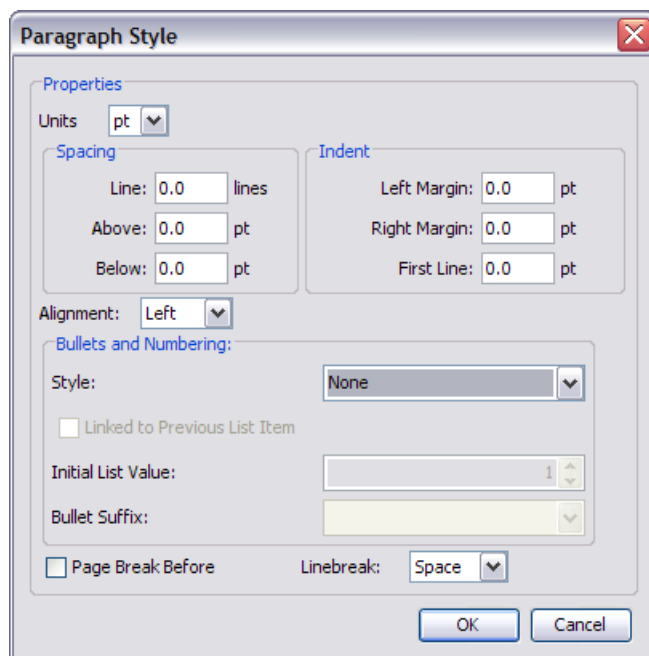 Paragraph Style
Properties
Units pt
Spacing
Line: 0.0 lines
Above: 0.0 pt
Below: 0.0 pt
Indent
Left Margin: 0.0 pt
Right Margin: 0.0 pt
First Line: 0.0 pt
Alignment: Left
Bullets and Numbering:
Style: None
Linked to Previous List Item
Initial List Value: 1
Bullet Suffix:
Page Break Before Linebreak: Space
OK Cancel